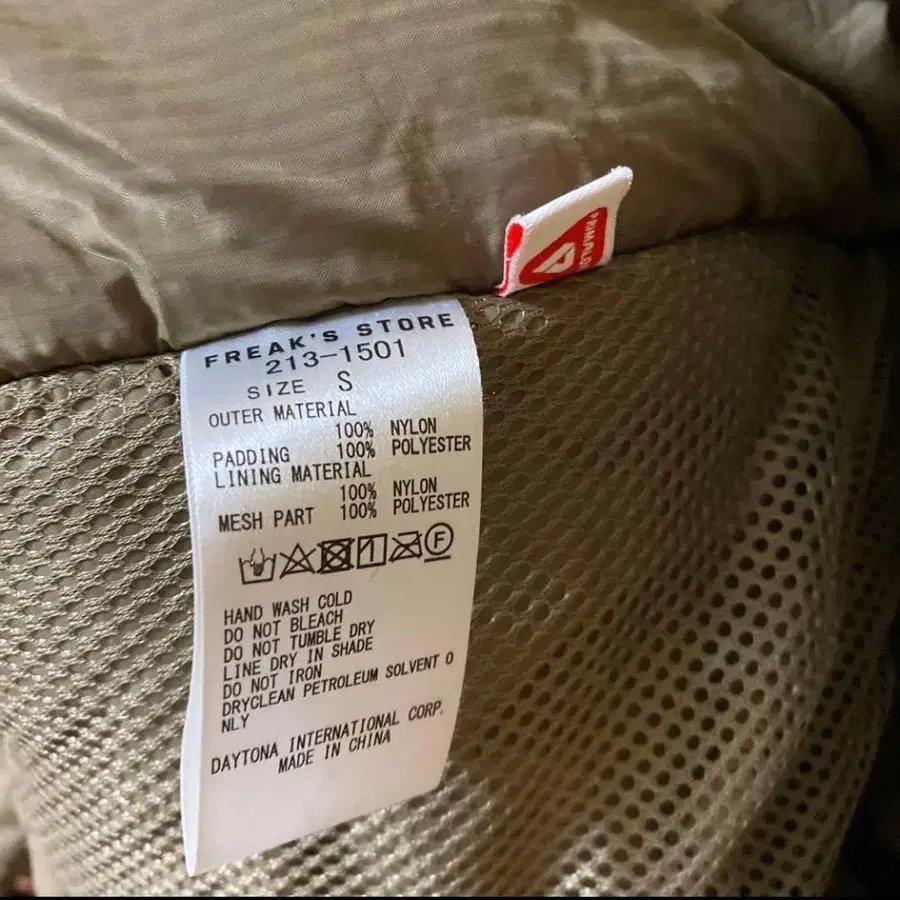 FREAK'S STORE
213-1501
SIZE S
OUTER MATERIAL
100% NYLON
PADDING 100% POLYESTER
LINING MATERIAL
100% NYLON
MESH PART 100% POLYESTER
F
HAND WASH COLD
DO NOT BLEACH
DO NOT TUMBLE DRY
LINE DRY IN SHADE
DO NOT IRON
DRYCLEAN PETROLEUM SOLVENT O
NLY
DAYTONA INTERNATIONAL CORP.
MADE IN CHINA